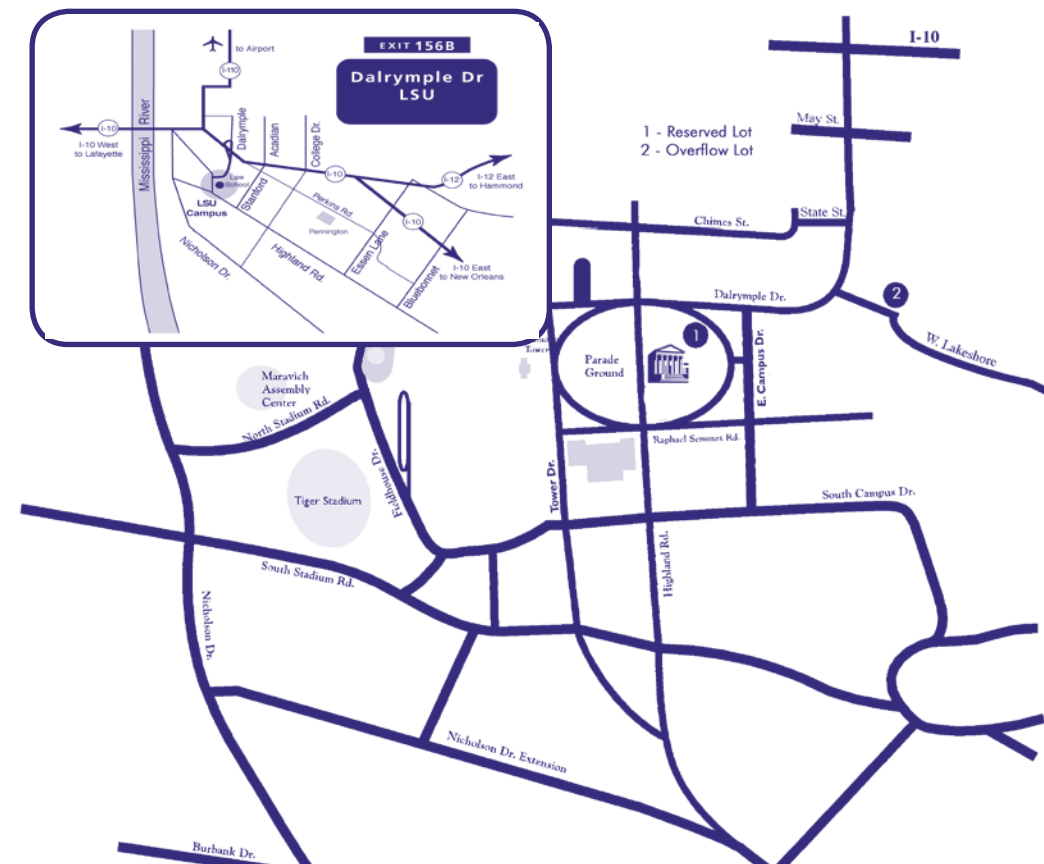 EXIT 156B
Dalrymple Dr
LSU
to Airport
I-110
I-10
I-10 West
to Lafayette
Mississippi River
Dalrymple
Acadian
College Dr.
Law
School
LSU
Campus
Stanford
I-10
I-12
I-12 East
to Hammond
Perkins Rd.
Pennington
Essen Lane
I-10
I-10 East
to New Orleans
Bluebonnet
Highland Rd.
Nicholson Dr.
I-10
May St.
1 - Reserved Lot
2 - Overflow Lot
State St.
Chimes St.
Dalrymple Dr.
2
1
W. Lakeshore
E. Campus Dr.
Parade
Ground
Tower
Maravich
Assembly
Center
North Stadium Rd.
Raphael Semmes Rd.
Fieldhouse Dr.
Tower Dr.
Tiger Stadium
South Campus Dr.
Highland Rd.
South Stadium Rd.
Nicholson Dr.
Nicholson Dr. Extension
Burbank Dr.